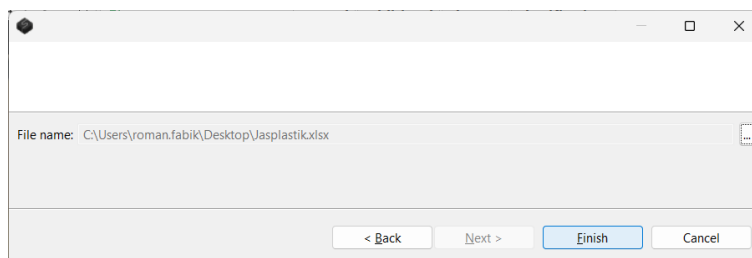 File name: C:\Users\roman.fabik\Desktop\Jasplastik.xlsx
...
< Back Next > Finish Cancel